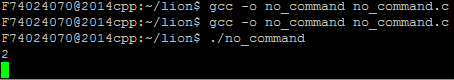 F74024070@2014cpp:~/lion$ gcc -o no_command no_command.c
F74024070@2014cpp:~/lion$ gcc -o no_command no_command.c
F74024070@2014cpp:~/lion$ ./no_command
2